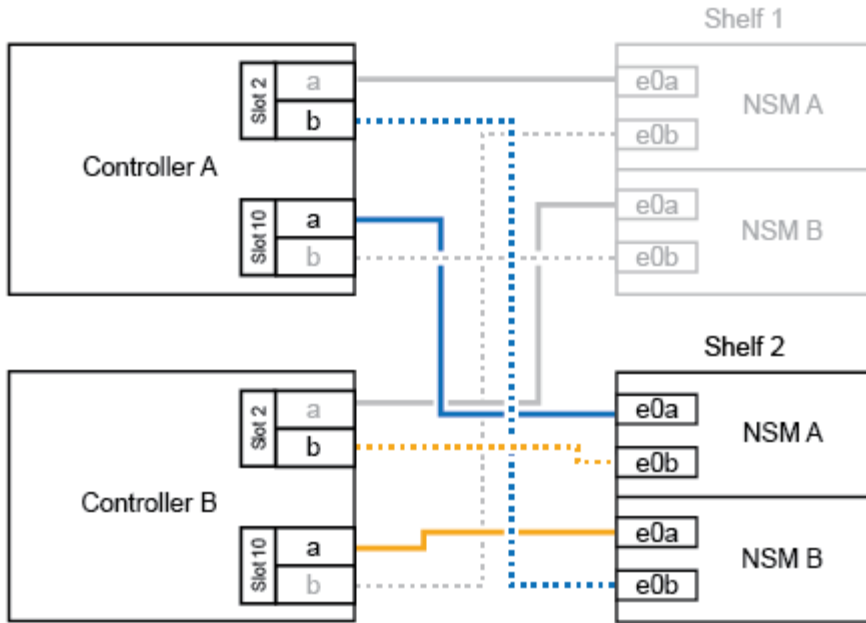 Shelf 1
Controller A
Slot 2
a
b
Slot 10
a
b
e0a
e0b
NSM A
e0a
e0b
NSM B
Shelf 2
Controller B
Slot 2
a
b
Slot 10
a
b
e0a
e0b
NSM A
e0a
e0b
NSM B